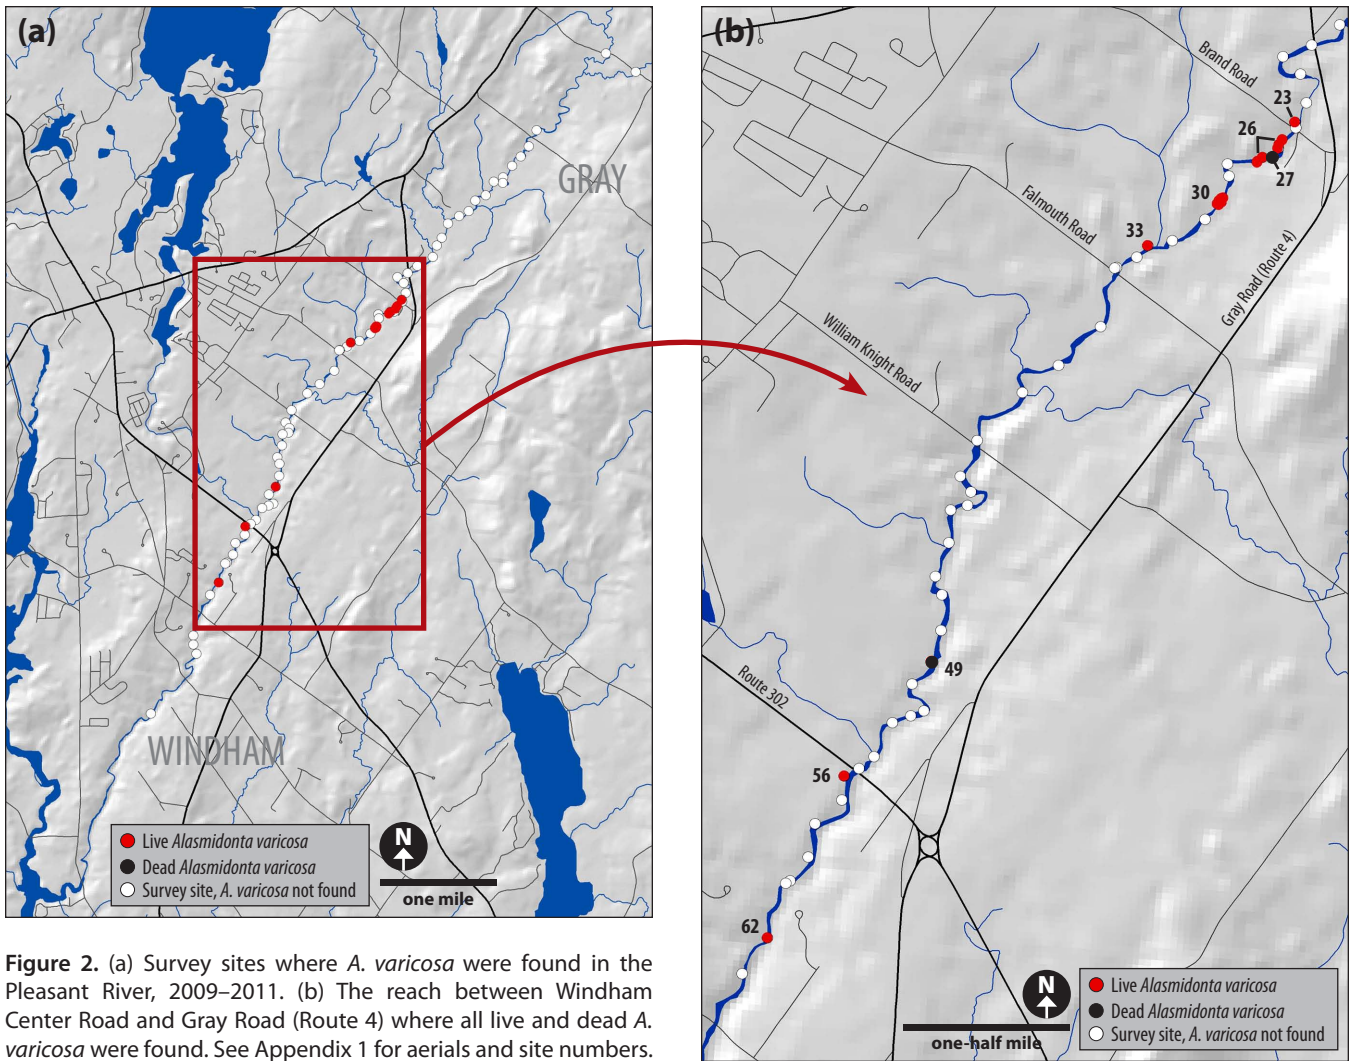 (a)
GRAY
WINDHAM
Live Alasmidonta varicosa
Dead Alasmidonta varicosa
Survey site, A. varicosa not found
N
one mile
(b)
Brand Road
23
26
27
30
33
Falmouth Road
Gray Road (Route 4)
William Knight Road
49
Route 302
56
62
N
one-half mile
Live Alasmidonta varicosa
Dead Alasmidonta varicosa
Survey site, A. varicosa not found
Figure 2. (a) Survey sites where A. varicosa were found in the
Pleasant River, 2009–2011. (b) The reach between Windham
Center Road and Gray Road (Route 4) where all live and dead A.
varicosa were found. See Appendix 1 for aerials and site numbers.